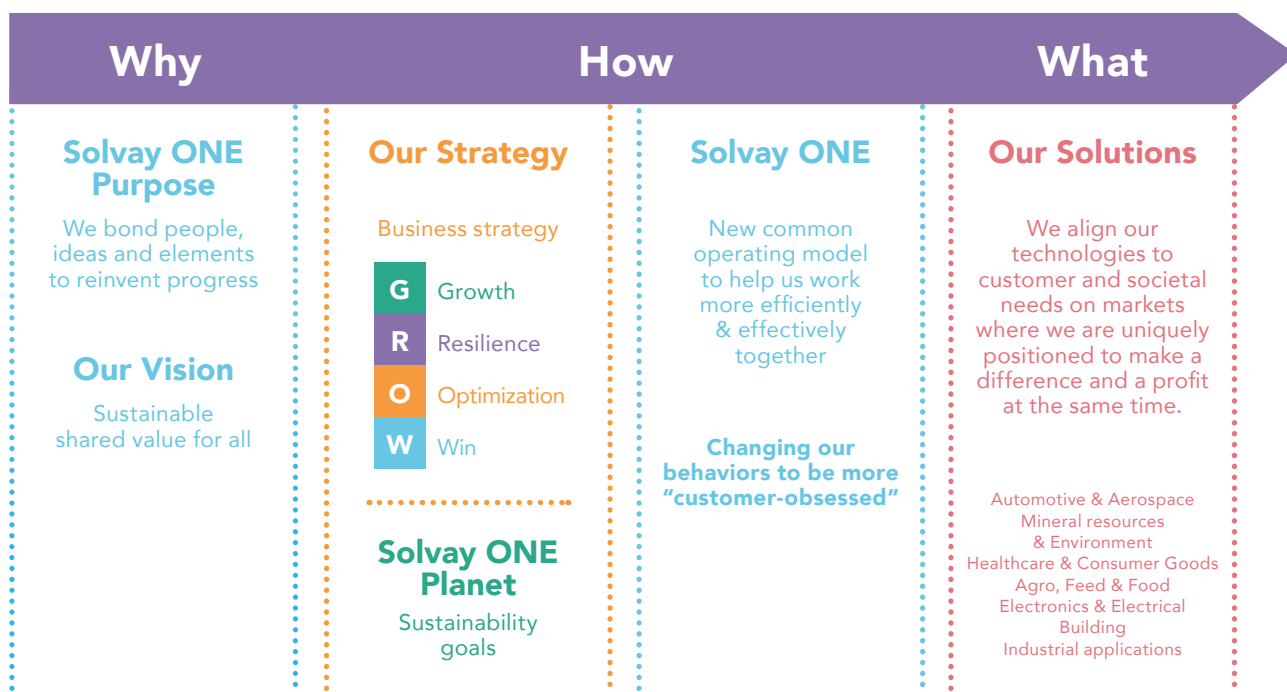 Why
How
What
Solvay ONE
Purpose
We bond people,
ideas and elements
to reinvent progress
Our Vision
Sustainable
shared value for all
Our Strategy
Business strategy
G Growth
R Resilience
O Optimization
W Win
Solvay ONE
Planet
Sustainability
goals
Solvay ONE
New common
operating model
to help us work
more efficiently
& effectively
together
Changing our
behaviors to be more
“customer-obsessed”
Our Solutions
We align our
technologies to
customer and societal
needs on markets
where we are uniquely
positioned to make a
difference and a profit
at the same time.
Automotive & Aerospace
Mineral resources
& Environment
Healthcare & Consumer Goods
Agro, Feed & Food
Electronics & Electrical
Building
Industrial applications